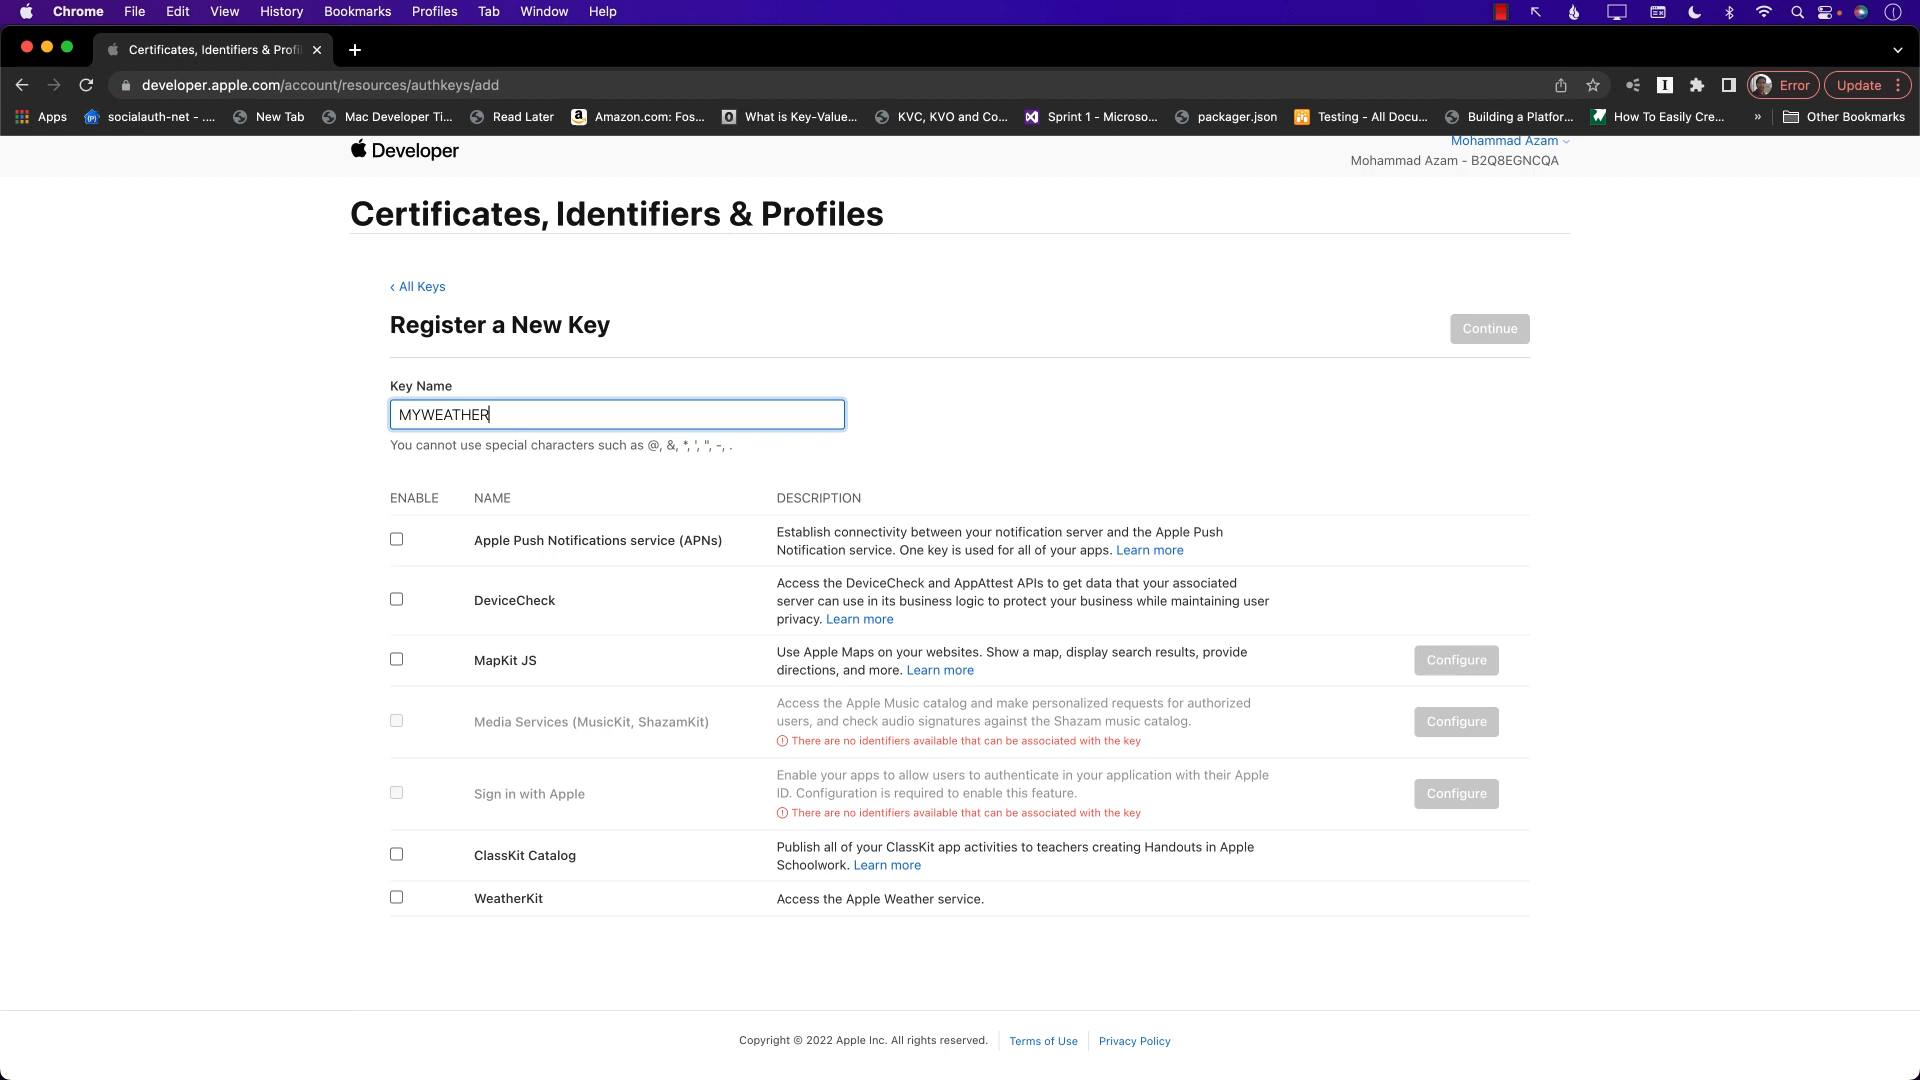 Chrome File Edit View History Bookmarks Profiles Tab Window Help
Certificates, Identifiers & Profi
developer.apple.com/account/resources/authkeys/add
Error
Update
Apps
socialauth-net - ....
New Tab
Mac Developer Ti...
Read Later
Amazon.com: Fos...
What is Key-Value...
KVC, KVO and Co...
Sprint 1 - Microso...
packager.json
Testing - All Docu...
Building a Platfor...
How To Easily Cre...
»
Other Bookmarks
Developer
Mohammad Azam
Mohammad Azam - B2Q8EGNCQA
Certificates, Identifiers & Profiles
‹ All Keys
Register a New Key
Continue
Key Name
MYWEATHER
You cannot use special characters such as @, &, *, ', ", -, .
ENABLE NAME DESCRIPTION
Apple Push Notifications service (APNs)
Establish connectivity between your notification server and the Apple Push
Notification service. One key is used for all of your apps. Learn more
DeviceCheck
Access the DeviceCheck and AppAttest APIs to get data that your associated
server can use in its business logic to protect your business while maintaining user
privacy. Learn more
MapKit JS
Use Apple Maps on your websites. Show a map, display search results, provide
directions, and more. Learn more
Configure
Media Services (MusicKit, ShazamKit)
Access the Apple Music catalog and make personalized requests for authorized
users, and check audio signatures against the Shazam music catalog.
There are no identifiers available that can be associated with the key
Configure
Sign in with Apple
Enable your apps to allow users to authenticate in your application with their Apple
ID. Configuration is required to enable this feature.
There are no identifiers available that can be associated with the key
Configure
ClassKit Catalog
Publish all of your ClassKit app activities to teachers creating Handouts in Apple
Schoolwork. Learn more
WeatherKit
Access the Apple Weather service.
Copyright © 2022 Apple Inc. All rights reserved.
Terms of Use
Privacy Policy